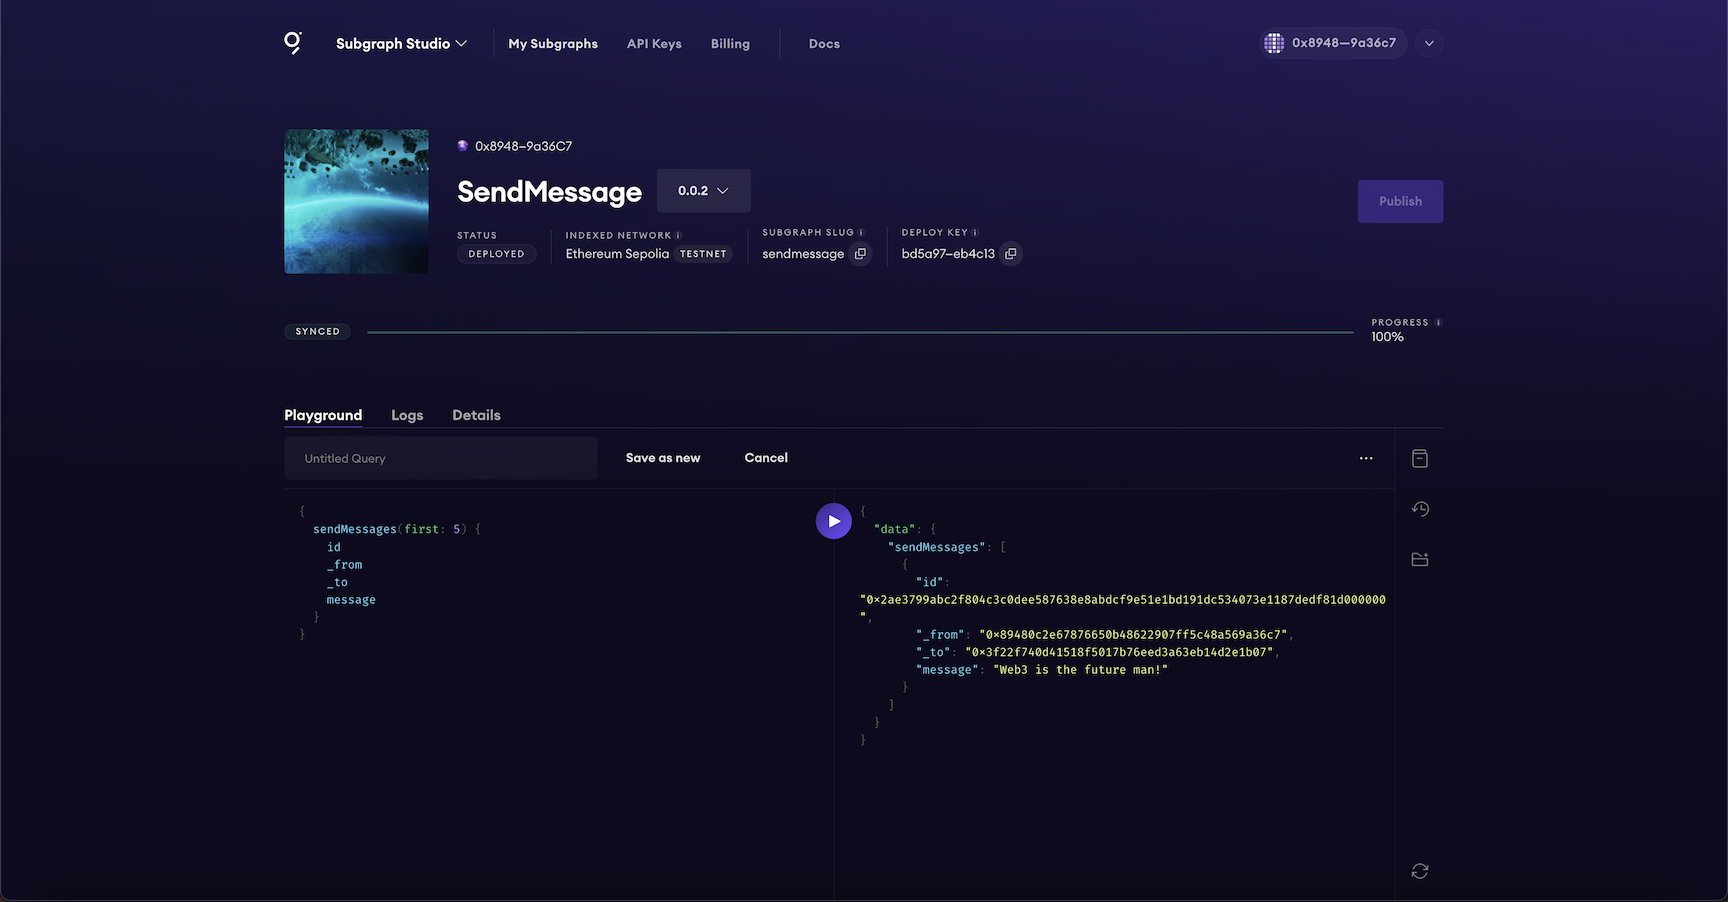 Subgraph Studio
My Subgraphs
API Keys
Billing
Docs
0x8948—9a36c7
0x8948—9a36C7
SendMessage
0.0.2
Publish
STATUS
DEPLOYED
INDEXED NETWORK
Ethereum Sepolia TESTNET
SUBGRAPH SLUG
sendmessage
DEPLOY KEY
bd5a97—eb4c13
SYNCED
PROGRESS
100%
Playground
Logs
Details
Untitled Query
Save as new
Cancel
{
sendMessages(first: 5) {
id
_from
_to
message
}
}
{
"data": {
"sendMessages": [
{
"id":
"0x2ae3799abc2f804c3c0dee587638e8abdcf9e51e1bd191dc534073e1187dedf81d000000
",
"_from": "0x89480c2e67876650b48622907ff5c48a569a36c7",
"_to": "0x3f22f740d41518f5017b76eed3a63eb14d2e1b07",
"message": "Web3 is the future man!"
}
]
}
}